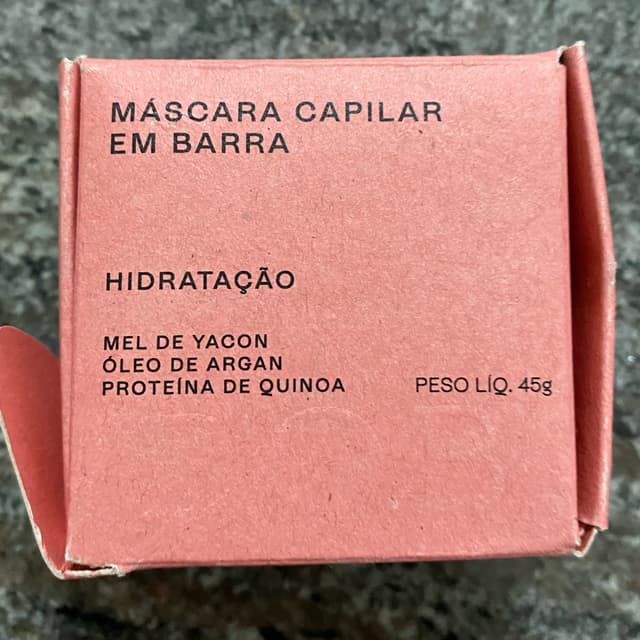 MÁSCARA CAPILAR
EM BARRA
HIDRATAÇÃO
MEL DE YACON
ÓLEO DE ARGAN
PROTEÍNA DE QUINOA
PESO LÍQ. 45g